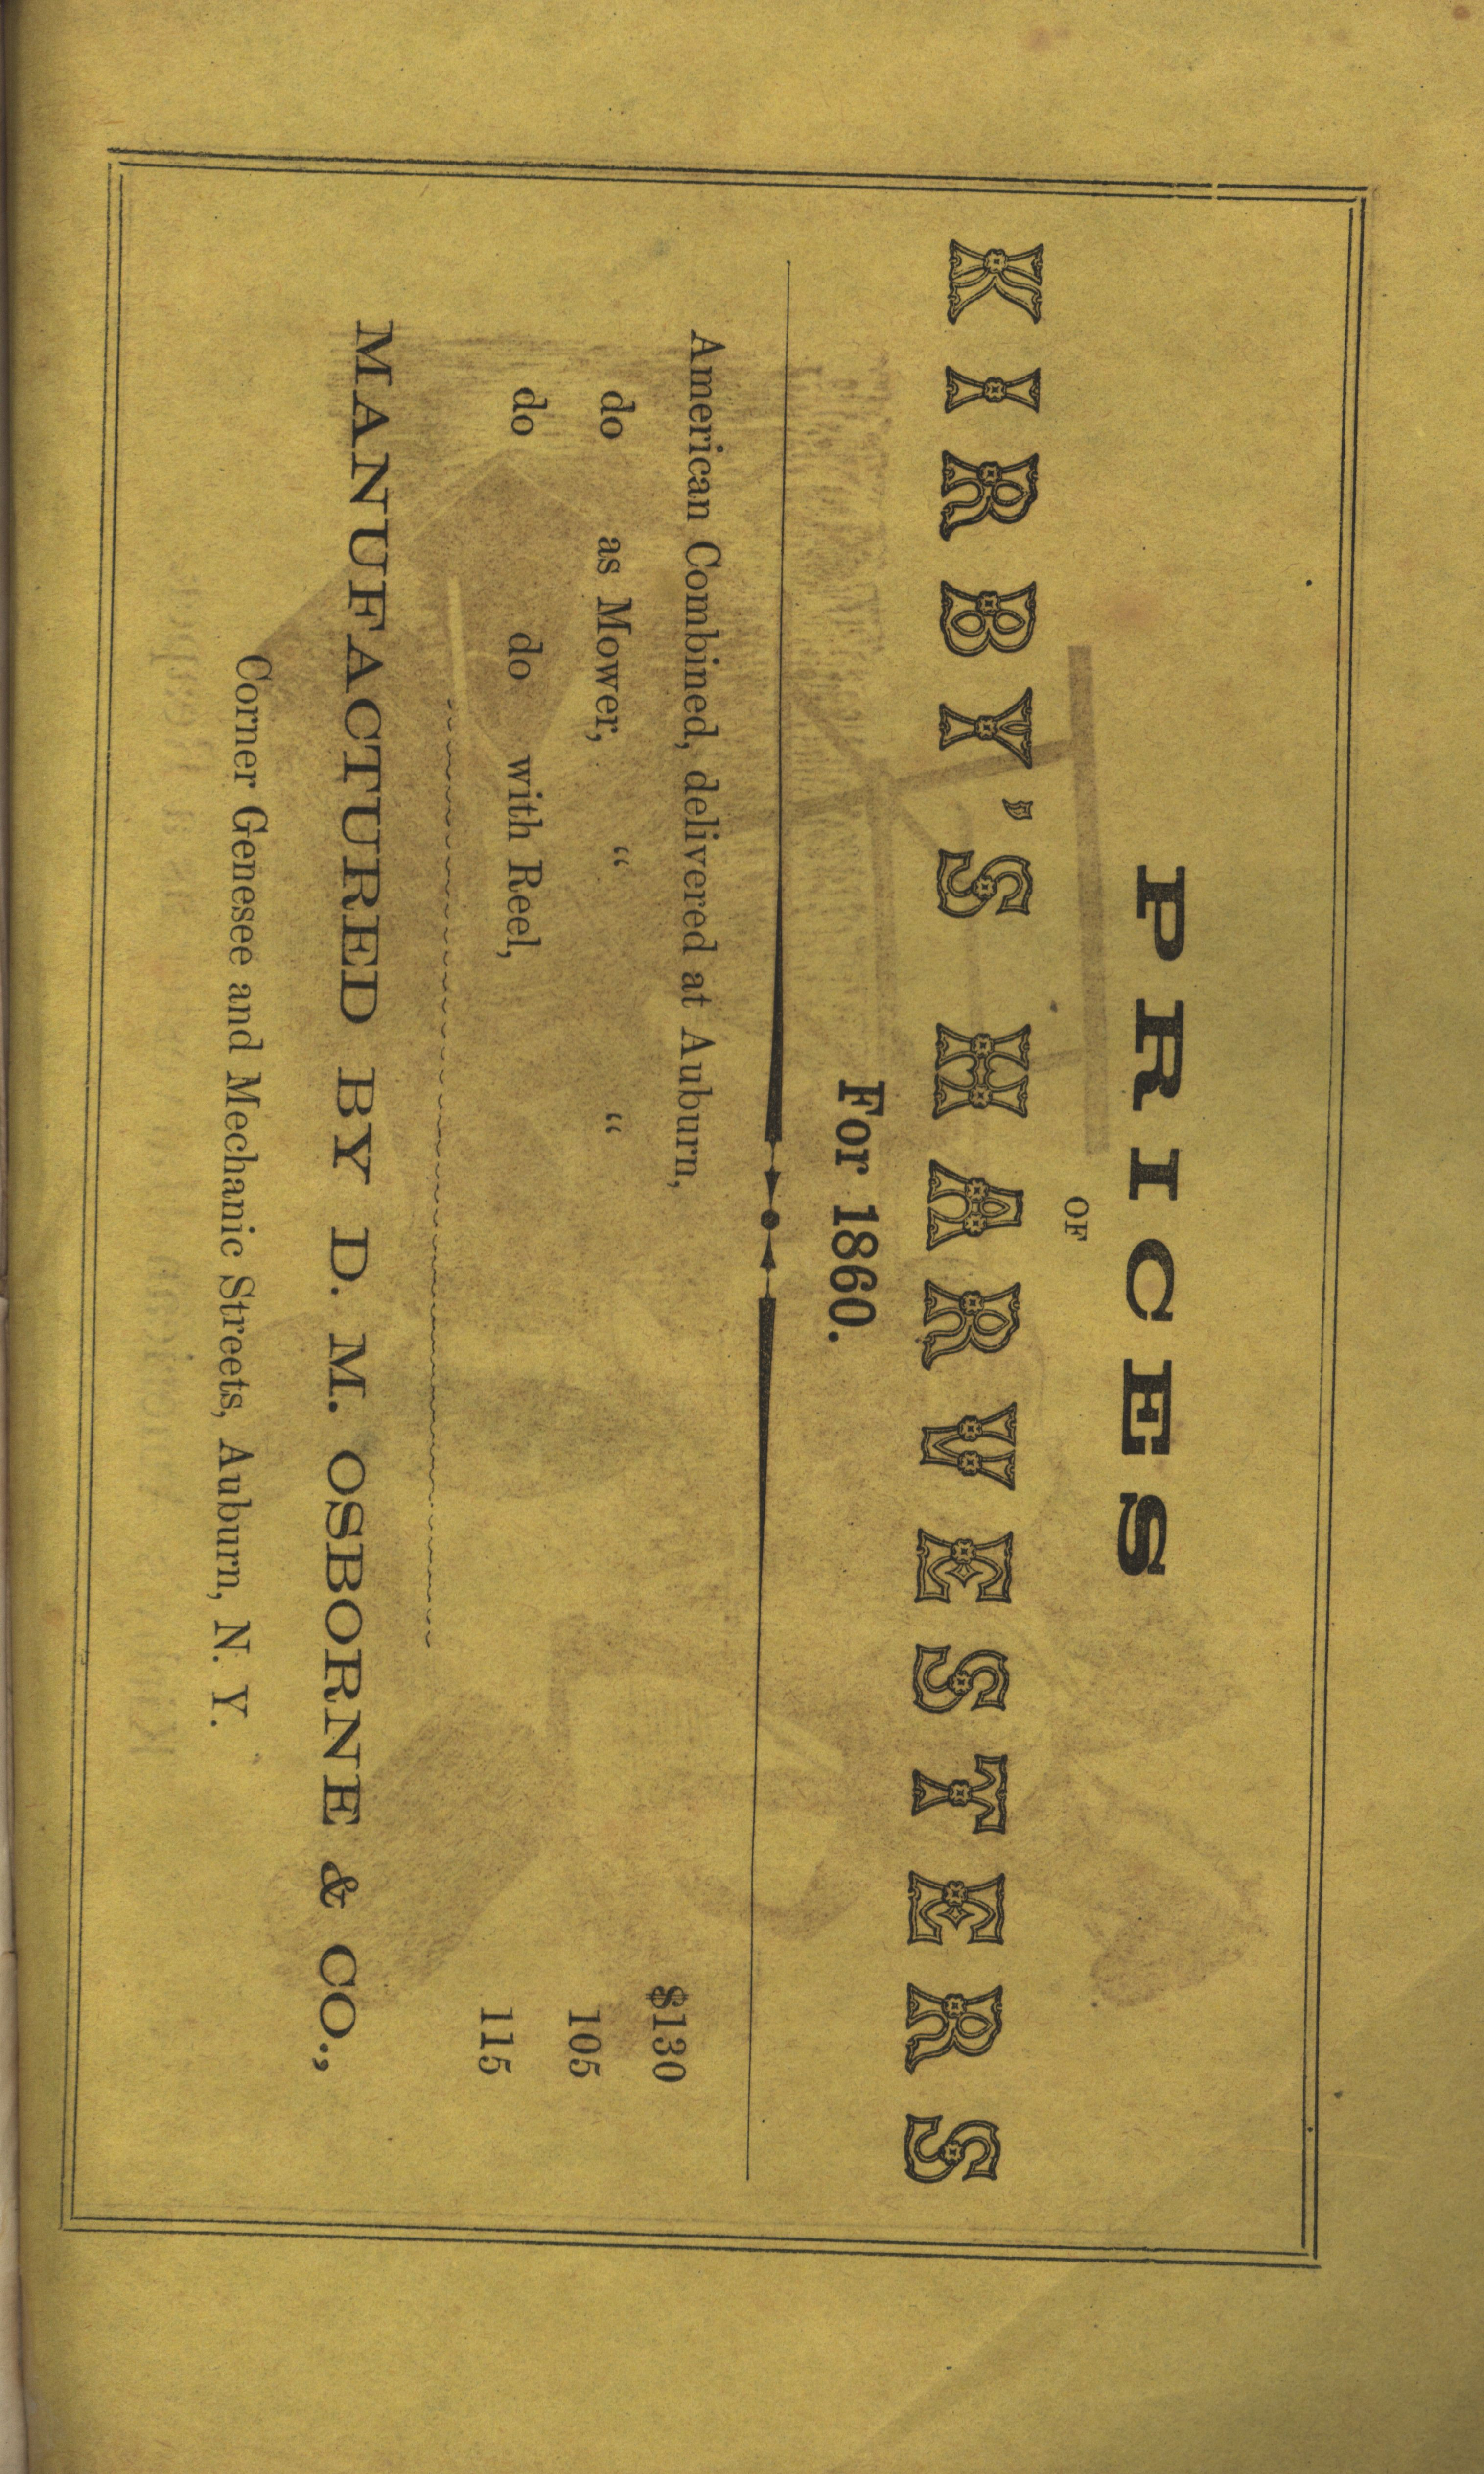 PRICES
OF
KIRBY'S HARVESTERS
For 1860.
American Combined, delivered at Auburn, $130
do as Mower, “ “ 105
do do with Reel, 115
MANUFACTURED BY D. M. OSBORNE & CO.,
Corner Genesee and Mechanic Streets, Auburn, N. Y.